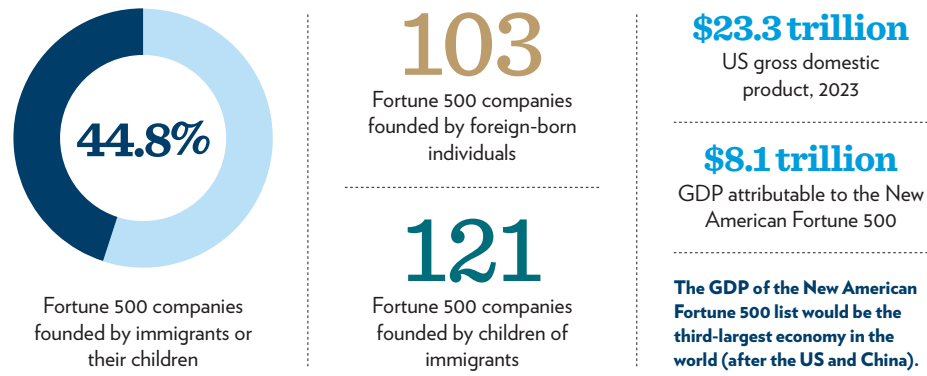 44.8%
Fortune 500 companies
founded by immigrants or
their children
103
Fortune 500 companies
founded by foreign-born
individuals
121
Fortune 500 companies
founded by children of
immigrants
$23.3 trillion
US gross domestic
product, 2023
$8.1 trillion
GDP attributable to the New
American Fortune 500
The GDP of the New American
Fortune 500 list would be the
third-largest economy in the
world (after the US and China).